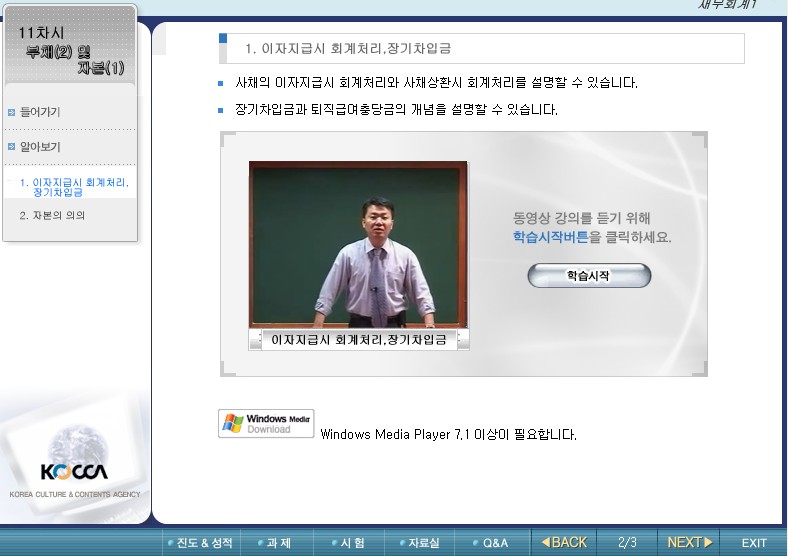 재무회계1
11차시
부채(2) 및
자본(1)
들어가기
알아보기
1. 이자지급시 회계처리,
장기차입금
2. 자본의 의의
1. 이자지급시 회계처리,장기차입금
사채의 이자지급시 회계처리와 사채상환시 회계처리를 설명할 수 있습니다.
장기차입금과 퇴직급여충당금의 개념을 설명할 수 있습니다.
동영상 강의를 듣기 위해
학습시작버튼을 클릭하세요.
학습시작
이자지급시 회계처리,장기차입금
Windows Media
Download
Windows Media Player 7.1 이상이 필요합니다.
KOCCA
KOREA CULTURE & CONTENTS AGENCY
진도 & 성적
과 제
시 험
자료실
Q&A
BACK
2/3
NEXT
EXIT